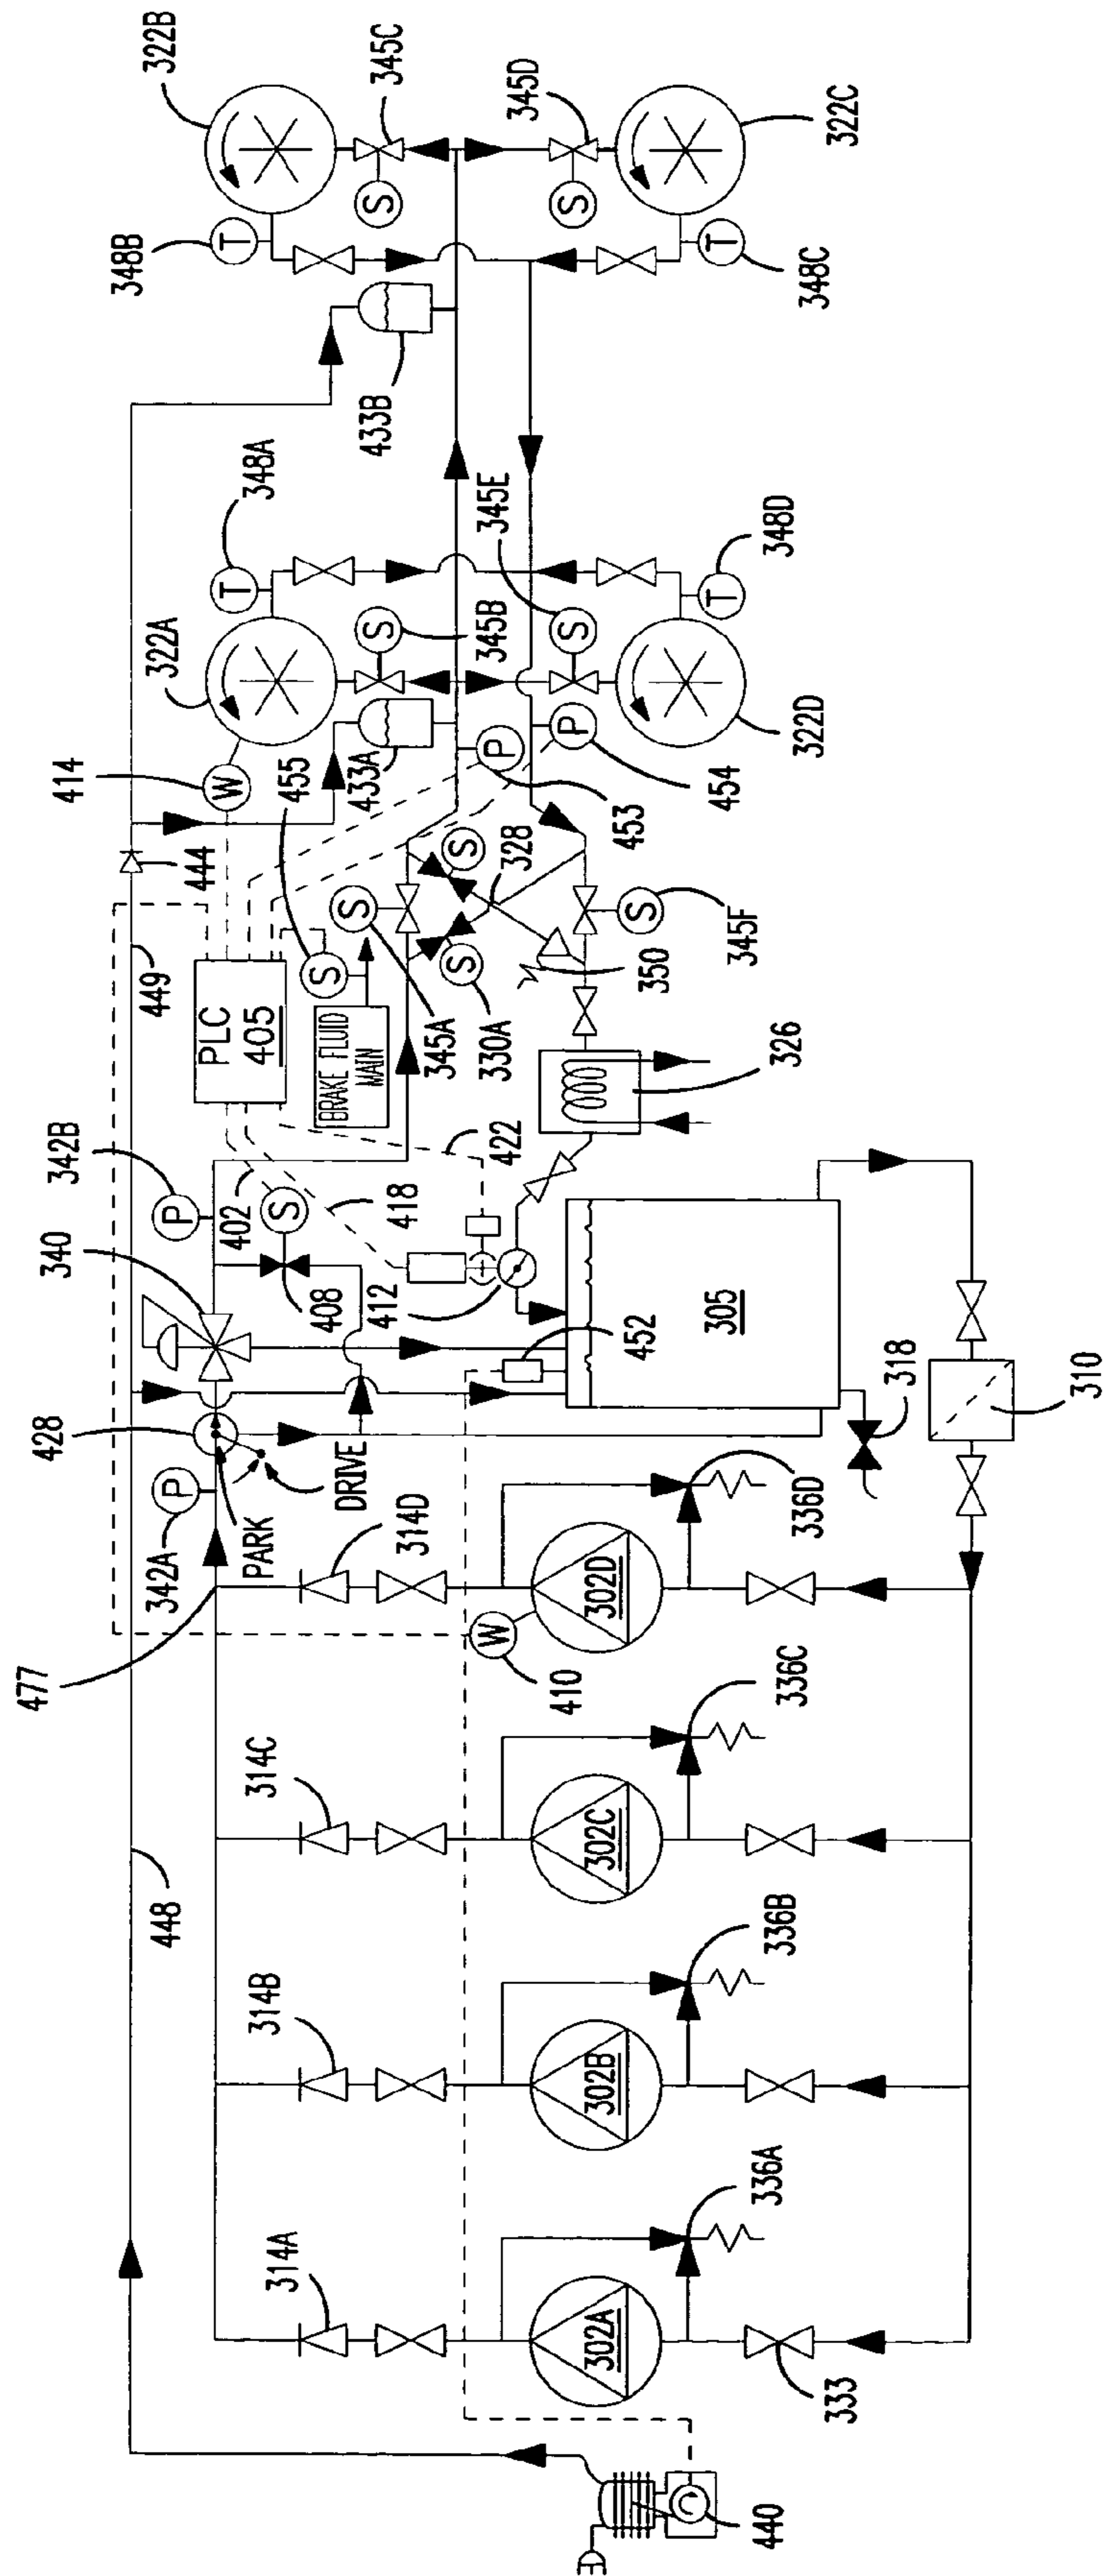 322B
345C
345D
322C
348B
348C
433B
348A
345E
348D
322A
345B
322D
414
455
433A
453
454
444
328
449
PLC
405
BRAKE FLUID
MAIN
345A
330A
350
345F
342B
402
422
326
340
418
408
412
452
305
428
318
310
342A
PARK
DRIVE
314D
302D
336D
477
410
314C
302C
336C
448
314B
302B
336B
314A
302A
336A
333
440
T
S
S
T
T
S
S
T
W
P
P
S
S
S
S
S
P
S
P
W